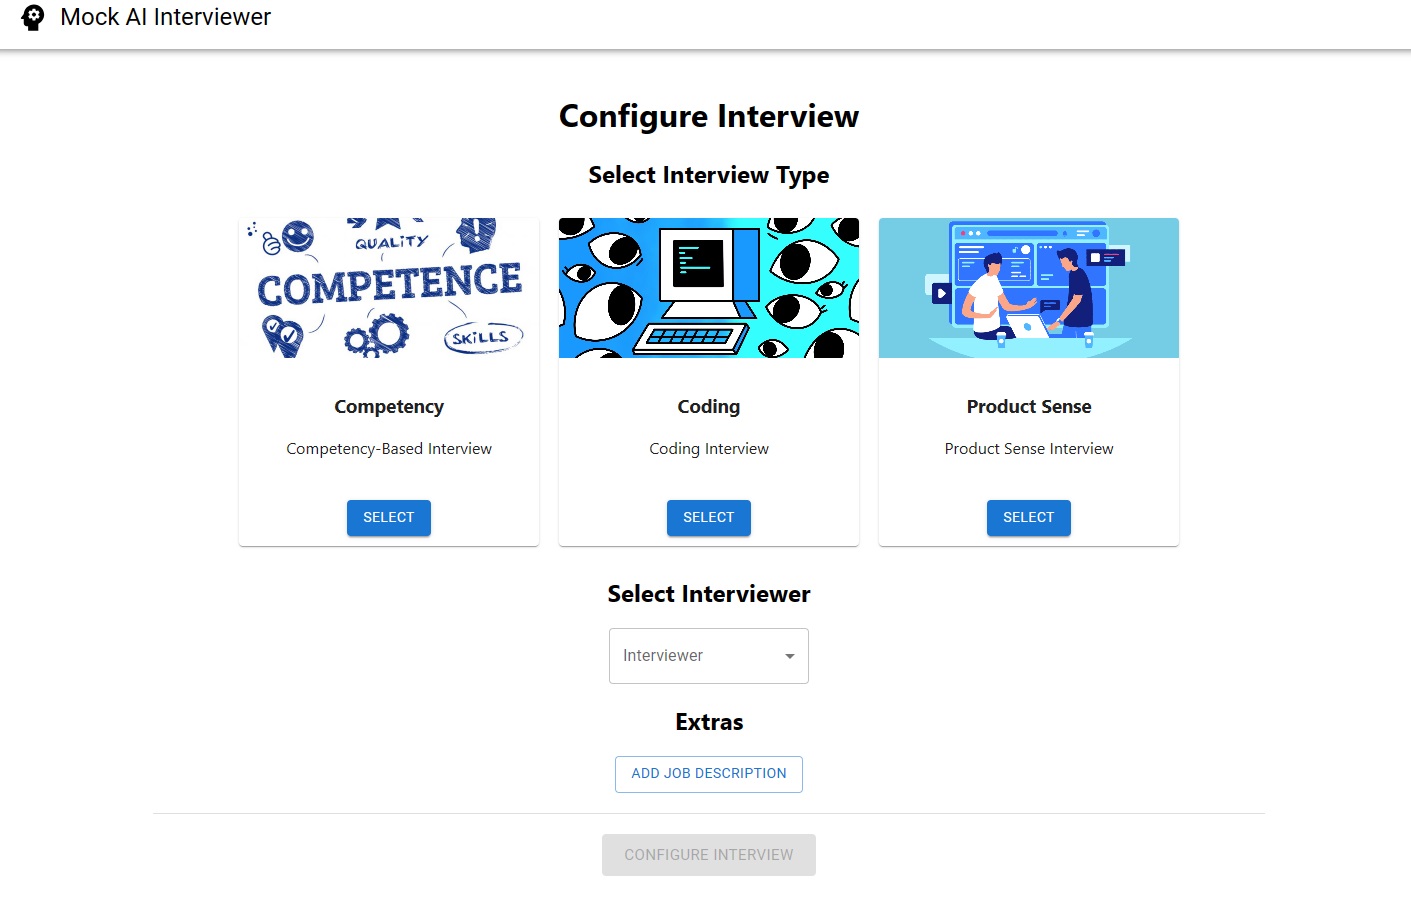 Mock AI Interviewer
Configure Interview
Select Interview Type
QUALITY
COMPETENCE
SKILLS
Competency
Competency-Based Interview
SELECT
Coding
Coding Interview
SELECT
Product Sense
Product Sense Interview
SELECT
Select Interviewer
Interviewer
Extras
ADD JOB DESCRIPTION
CONFIGURE INTERVIEW